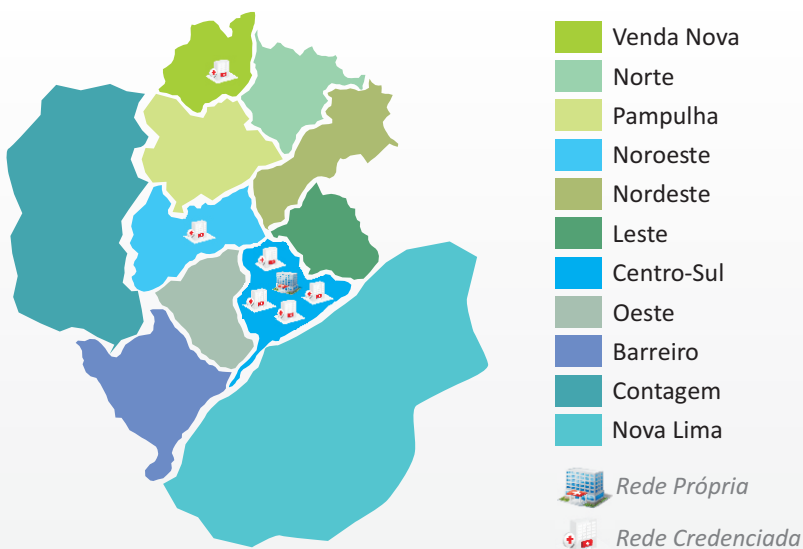 Venda Nova
Norte
Pampulha
Noroeste
Nordeste
Leste
Centro-Sul
Oeste
Barreiro
Contagem
Nova Lima
Rede Própria
Rede Credenciada